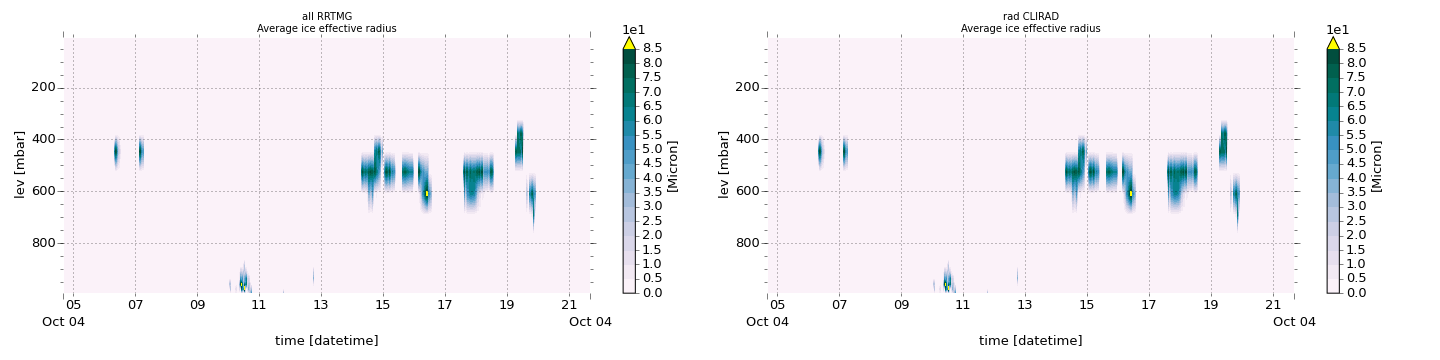 all RRTMG
Average ice effective radius
1e1
8.5
8.0
7.5
7.0
6.5
6.0
5.5
5.0
4.5
4.0
3.5
3.0
2.5
2.0
1.5
1.0
0.5
0.0
[Micron]
lev [mbar]
200
400
600
800
05 07 09 11 13 15 17 19 21
Oct 04 Oct 04
time [datetime]
rad CLIRAD
Average ice effective radius
1e1
8.5
8.0
7.5
7.0
6.5
6.0
5.5
5.0
4.5
4.0
3.5
3.0
2.5
2.0
1.5
1.0
0.5
0.0
[Micron]
lev [mbar]
200
400
600
800
05 07 09 11 13 15 17 19 21
Oct 04 Oct 04
time [datetime]